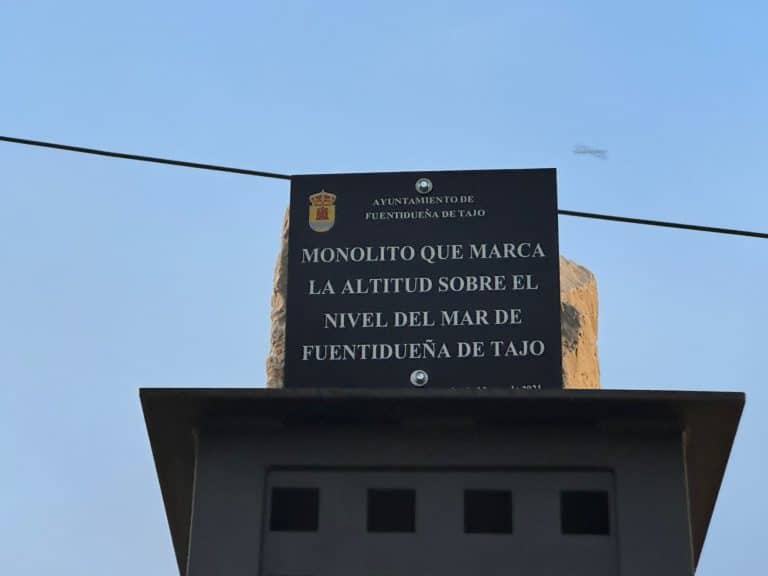 AYUNTAMIENTO DE
FUENTIDUEÑA DE TAJO
MONOLITO QUE MARCA
LA ALTITUD SOBRE EL
NIVEL DEL MAR DE
FUENTIDUEÑA DE TAJO